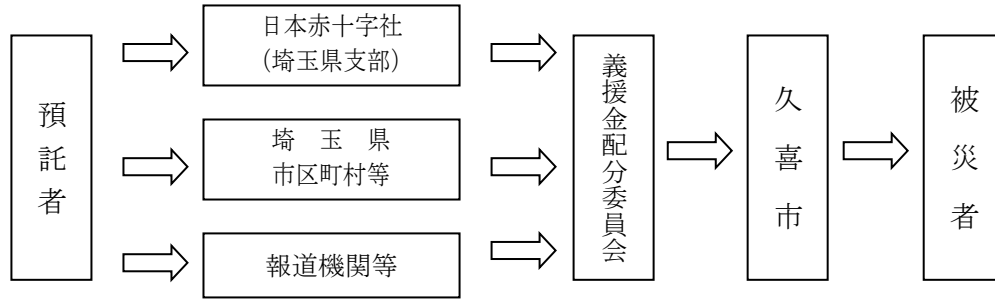 預託者
日本赤十字社
(埼玉県支部)
埼　玉　県
市区町村等
報道機関等
義援金配分委員会
久喜市
被災者